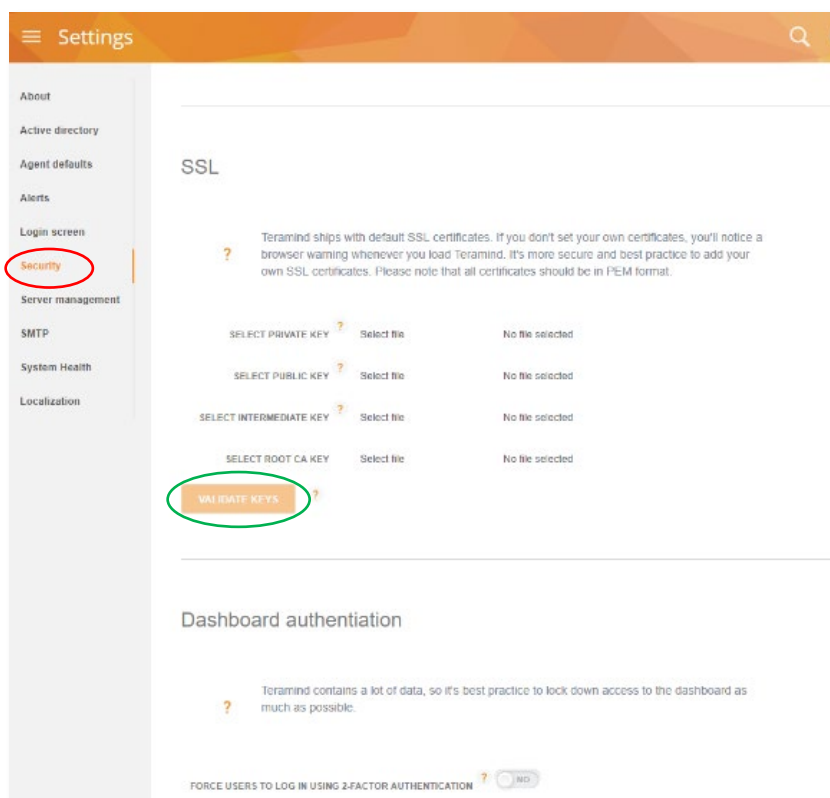 Settings
About
Active directory
Agent defaults
Alerts
Login screen
Security
Server management
SMTP
System Health
Localization
SSL
? Teramind ships with default SSL certificates. If you don't set your own certificates, you'll notice a
browser warning whenever you load Teramind. It's more secure and best practice to add your
own SSL certificates. Please note that all certificates should be in PEM format.
SELECT PRIVATE KEY ? Select file No file selected
SELECT PUBLIC KEY ? Select file No file selected
SELECT INTERMEDIATE KEY ? Select file No file selected
SELECT ROOT CA KEY Select file No file selected
VALIDATE KEYS ?
Dashboard authentiation
? Teramind contains a lot of data, so it's best practice to lock down access to the dashboard as
much as possible.
FORCE USERS TO LOG IN USING 2-FACTOR AUTHENTICATION ? NO